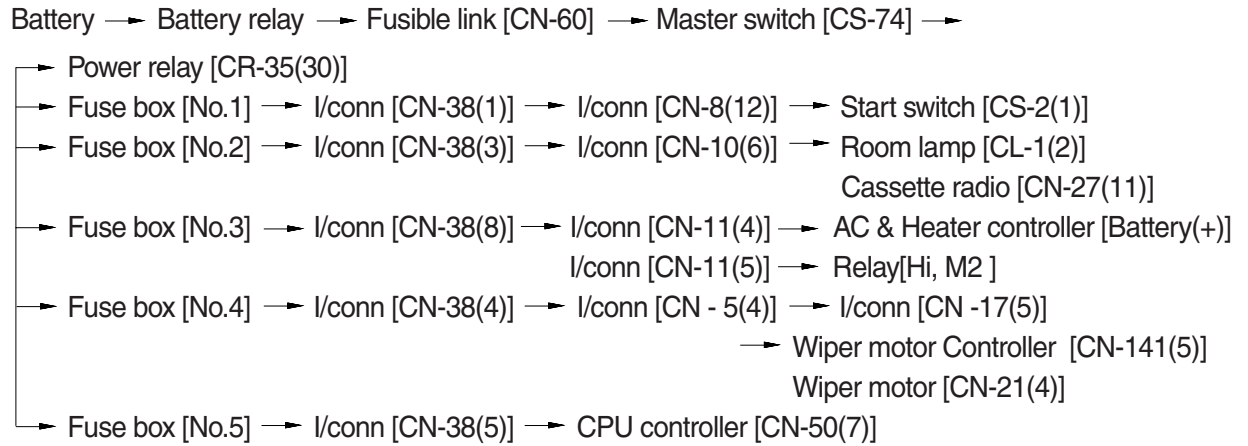 Battery → Battery relay → Fusible link [CN-60] → Master switch [CS-74] →
Power relay [CR-35(30)]
Fuse box [No.1] → I/conn [CN-38(1)] → I/conn [CN-8(12)] → Start switch [CS-2(1)]
Fuse box [No.2] → I/conn [CN-38(3)] → I/conn [CN-10(6)] → Room lamp [CL-1(2)]
Cassette radio [CN-27(11)]
Fuse box [No.3] → I/conn [CN-38(8)] → I/conn [CN-11(4)] → AC & Heater controller [Battery(+)]
I/conn [CN-11(5)] → Relay[Hi, M2 ]
Fuse box [No.4] → I/conn [CN-38(4)] → I/conn [CN - 5(4)] → I/conn [CN -17(5)]
→ Wiper motor Controller [CN-141(5)]
Wiper motor [CN-21(4)]
Fuse box [No.5] → I/conn [CN-38(5)] → CPU controller [CN-50(7)]